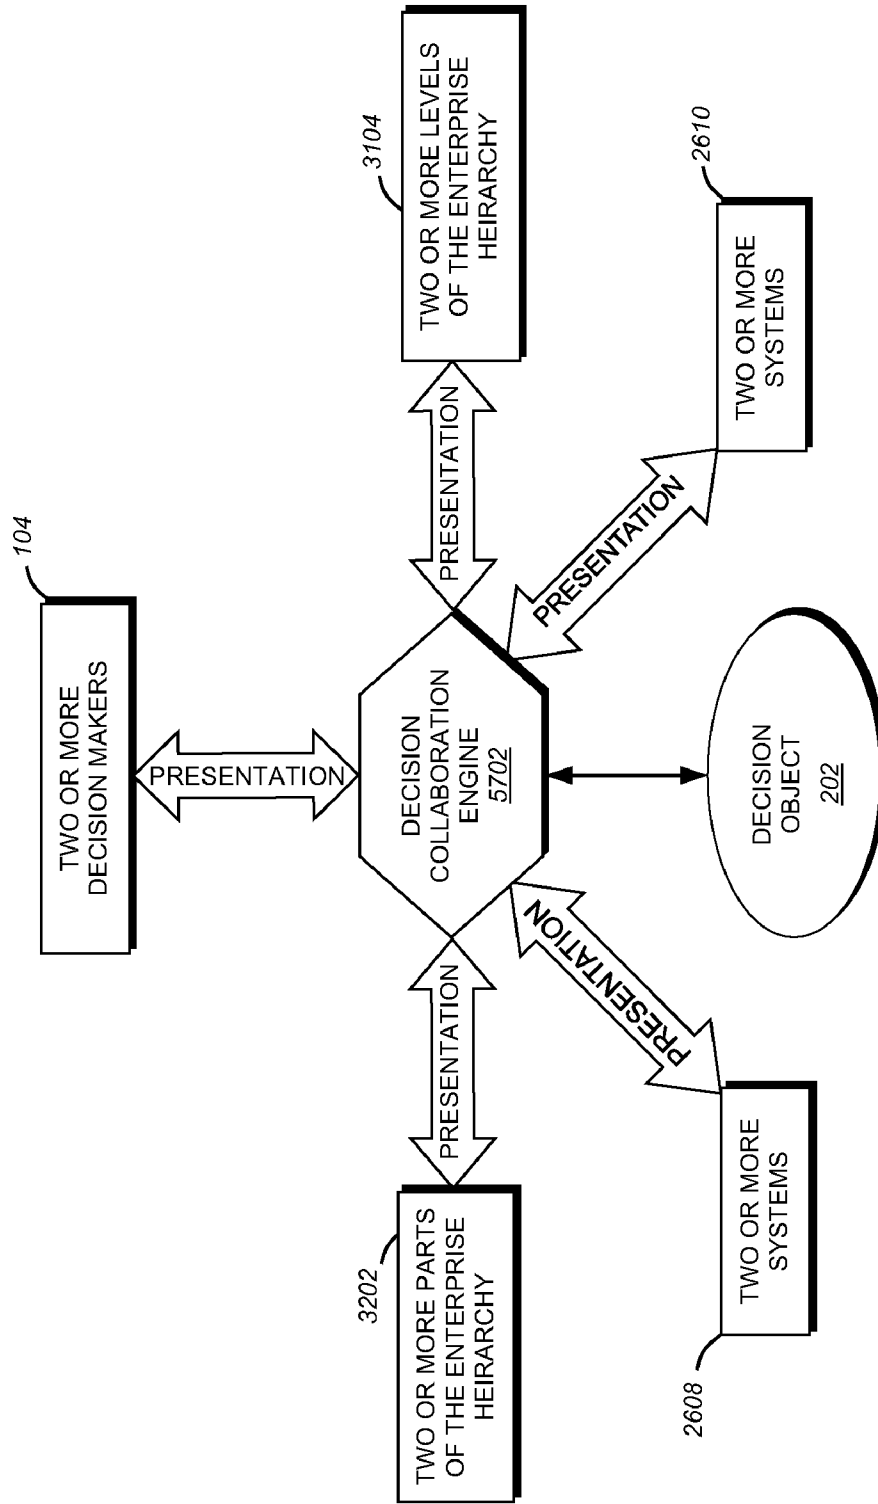 104
TWO OR MORE
DECISION MAKERS
PRESENTATION
3202
TWO OR MORE PARTS
OF THE ENTERPRISE
HEIRARCHY
PRESENTATION
DECISION
COLLABORATION
ENGINE
5702
PRESENTATION
3104
TWO OR MORE LEVELS
OF THE ENTERPRISE
HEIRARCHY
PRESENTATION
PRESENTATION
2608
TWO OR MORE
SYSTEMS
DECISION
OBJECT
202
2610
TWO OR MORE
SYSTEMS